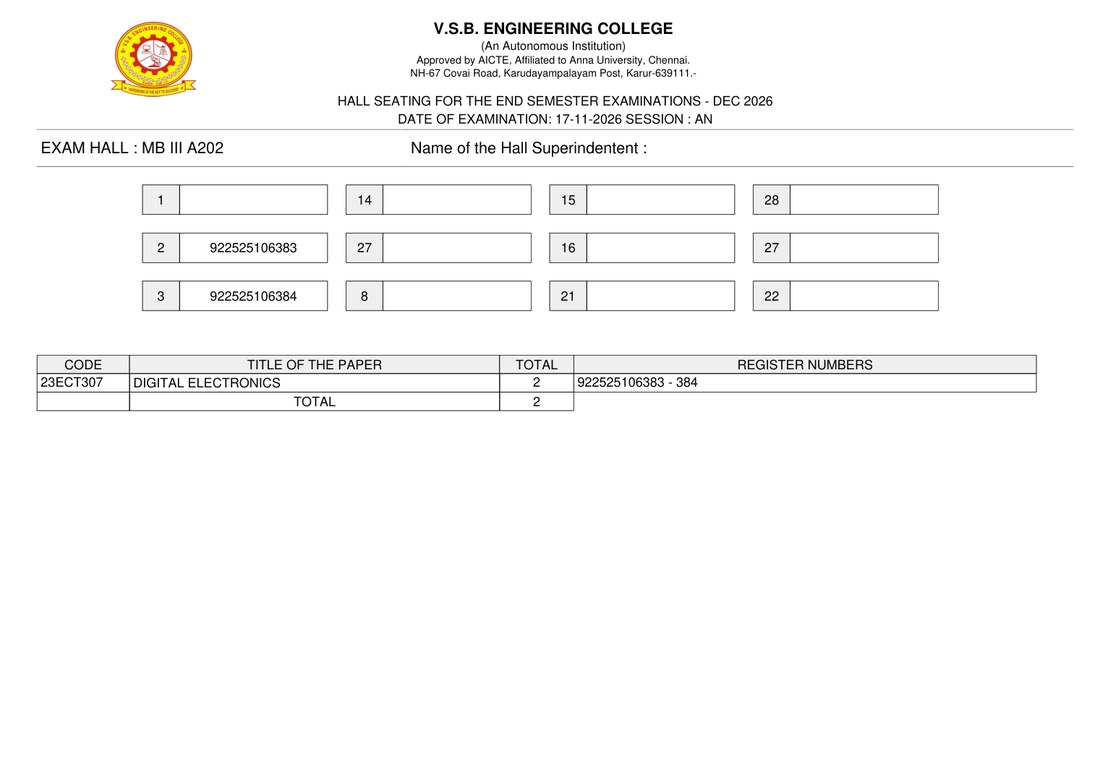 V.S.B. ENGINEERING COLLEGE
(An Autonomous Institution)
Approved by AICTE, Affiliated to Anna University, Chennai.
NH-67 Covai Road, Karudayampalayam Post, Karur-639111.-
HALL SEATING FOR THE END SEMESTER EXAMINATIONS - DEC 2026
DATE OF EXAMINATION: 17-11-2026 SESSION : AN
EXAM HALL : MB III A202 Name of the Hall Superindentent :
1 14 15 28
2 922525106383 27 16 27
3 922525106384 8 21 22
CODE TITLE OF THE PAPER TOTAL REGISTER NUMBERS
23ECT307 DIGITAL ELECTRONICS 2 922525106383 - 384
TOTAL 2